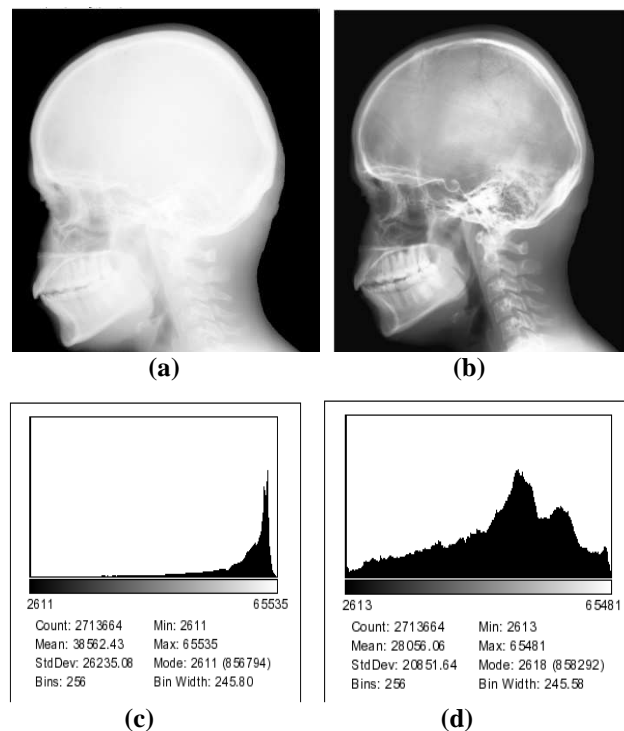 (a) (b)
2611 65535
Count: 2713664 Min: 2611
Mean: 38562.43 Max: 65535
StdDev: 26235.08 Mode: 2611 (856794)
Bins: 256 Bin Width: 245.80
2613 65481
Count: 2713664 Min: 2613
Mean: 28056.06 Max: 65481
StdDev: 20851.64 Mode: 2618 (858292)
Bins: 256 Bin Width: 245.58
(c) (d)